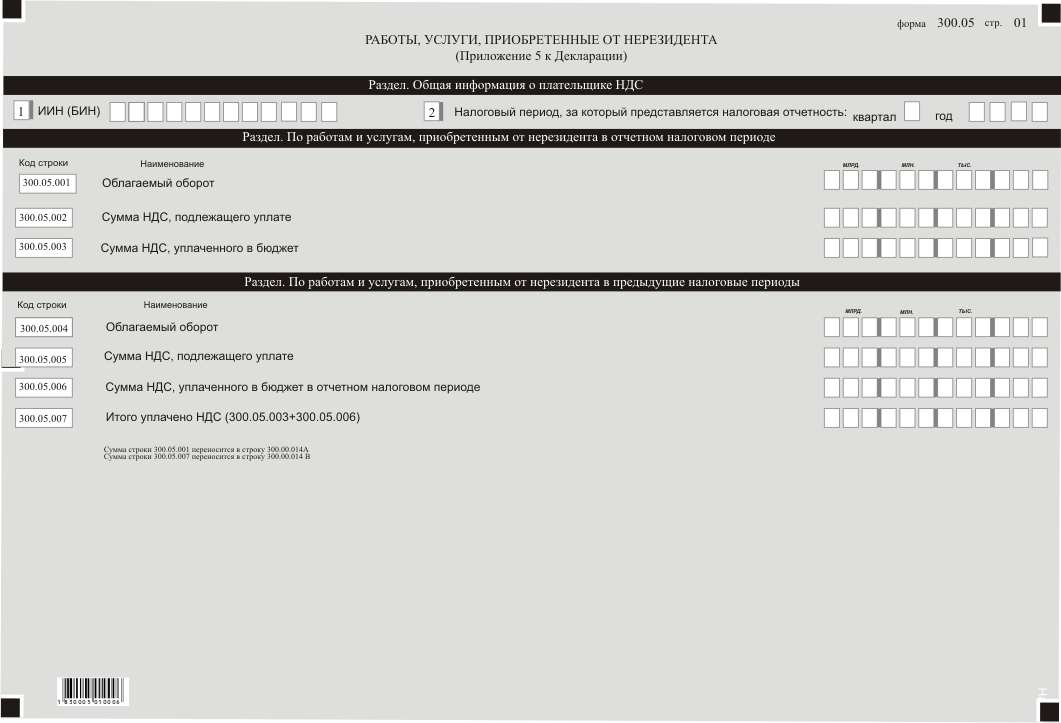 форма 300.05 стр. 01
РАБОТЫ, УСЛУГИ, ПРИОБРЕТЕННЫЕ ОТ НЕРЕЗИДЕНТА
(Приложение 5 к Декларации)
Раздел. Общая информация о плательщике НДС
1 ИИН (БИН) 2 Налоговый период, за который представляется налоговая отчетность: квартал год
Раздел. По работам и услугам, приобретенным от нерезидента в отчетном налоговом периоде
Код строки Наименование МЛРД. МЛН. ТЫС.
300.05.001 Облагаемый оборот
300.05.002 Сумма НДС, подлежащего уплате
300.05.003 Сумма НДС, уплаченного в бюджет
Раздел. По работам и услугам, приобретенным от нерезидента в предыдущие налоговые периоды
Код строки Наименование МЛРД. МЛН. ТЫС.
300.05.004 Облагаемый оборот
300.05.005 Сумма НДС, подлежащего уплате
300.05.006 Сумма НДС, уплаченного в бюджет в отчетном налоговом периоде
300.05.007 Итого уплачено НДС (300.05.003+300.05.006)
Сумма строки 300.05.001 переносится в строку 300.00.014А
Сумма строки 300.05.007 переносится в строку 300.00.014 В
1 830005 010006
Н